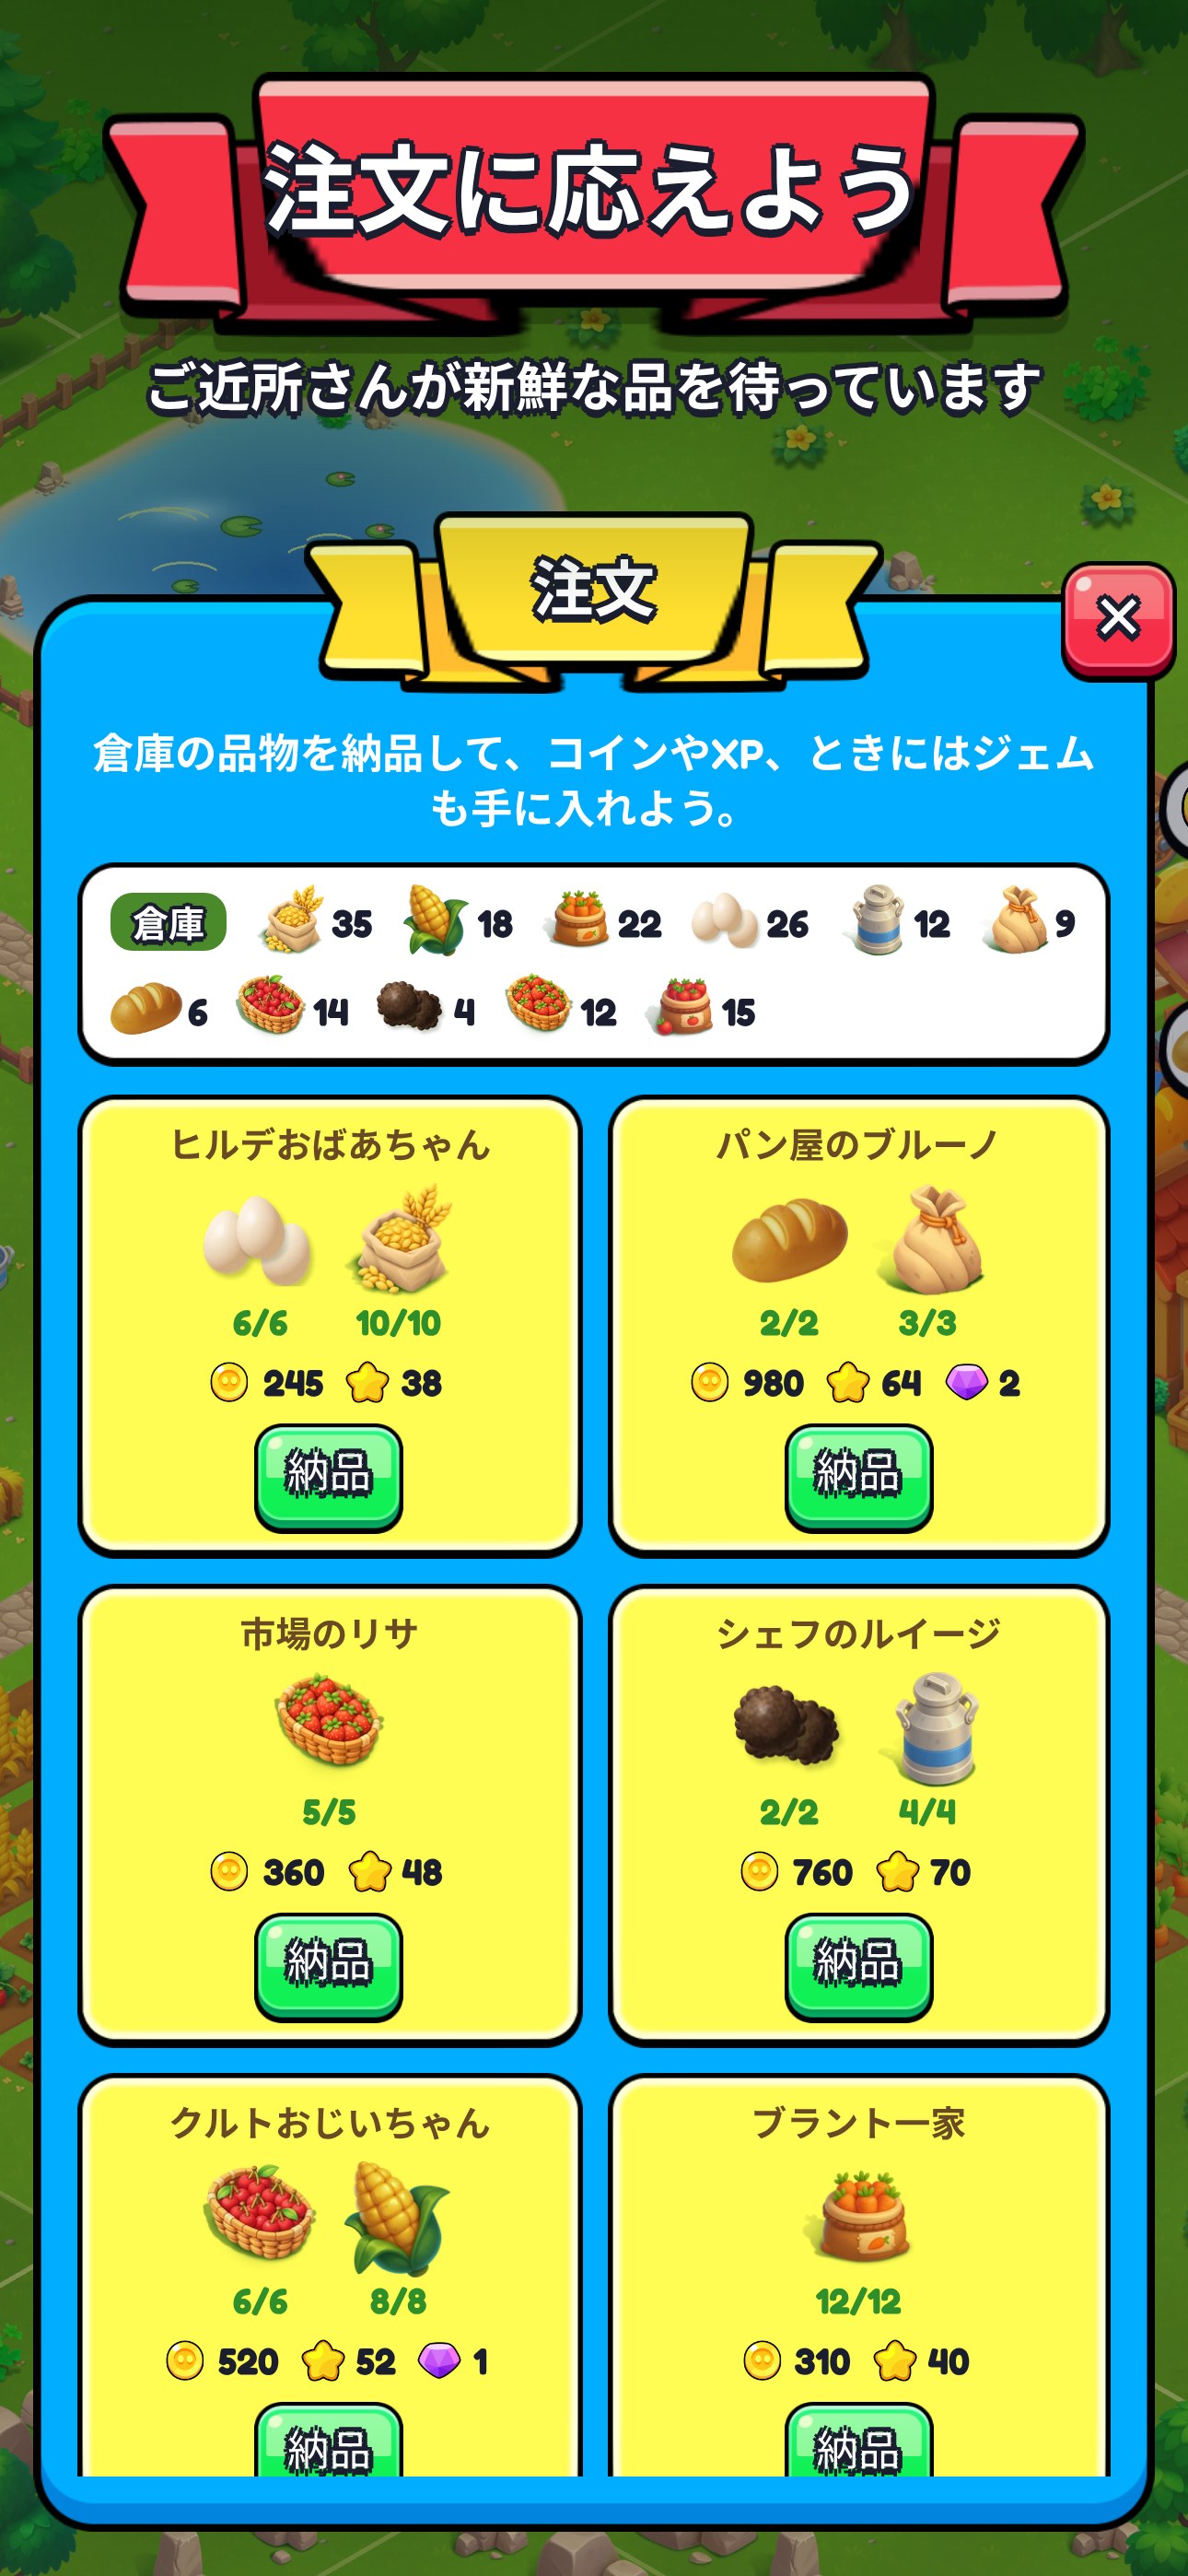 注文に応えよう
ご近所さんが新鮮な品を待っています
注文
倉庫の品物を納品して、コインやXP、ときにはジェム
も手に入れよう。
倉庫 35 18 22 26 12 9
6 14 4 12 15
ヒルデおばあちゃん
6/6 10/10
245 38
納品
パン屋のブルーノ
2/2 3/3
980 64 2
納品
市場のリサ
5/5
360 48
納品
シェフのルイージ
2/2 4/4
760 70
納品
クルトおじいちゃん
6/6 8/8
520 52 1
納品
ブラント一家
12/12
310 40
納品